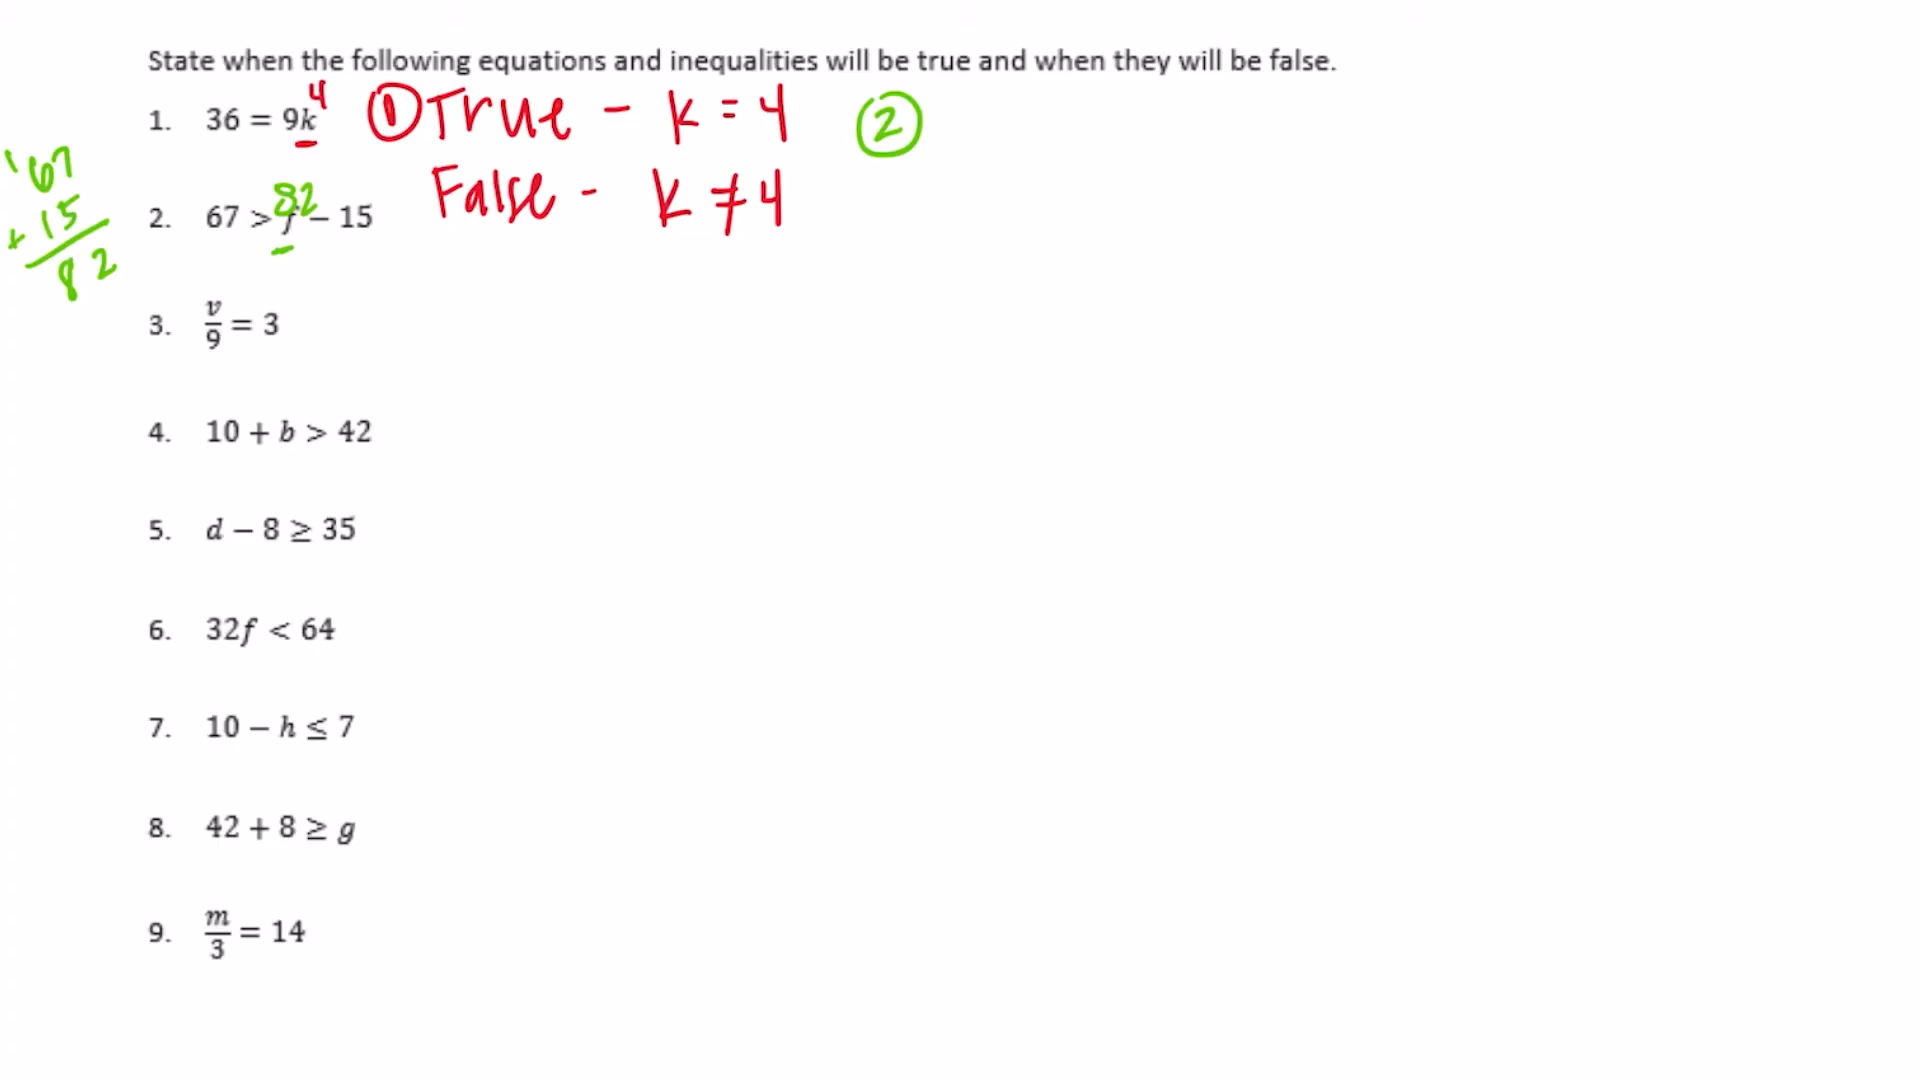 State when the following equations and inequalities will be true and when they will be false.
1. 36 = 9k 4 ① True - k = 4 ②
False - k ≠ 4
'67
+ 15
82
2. 67 > f - 15 82
3. v/9 = 3
4. 10 + b > 42
5. d − 8 ≥ 35
6. 32f < 64
7. 10 − h ≤ 7
8. 42 + 8 ≥ g
9. m/3 = 14